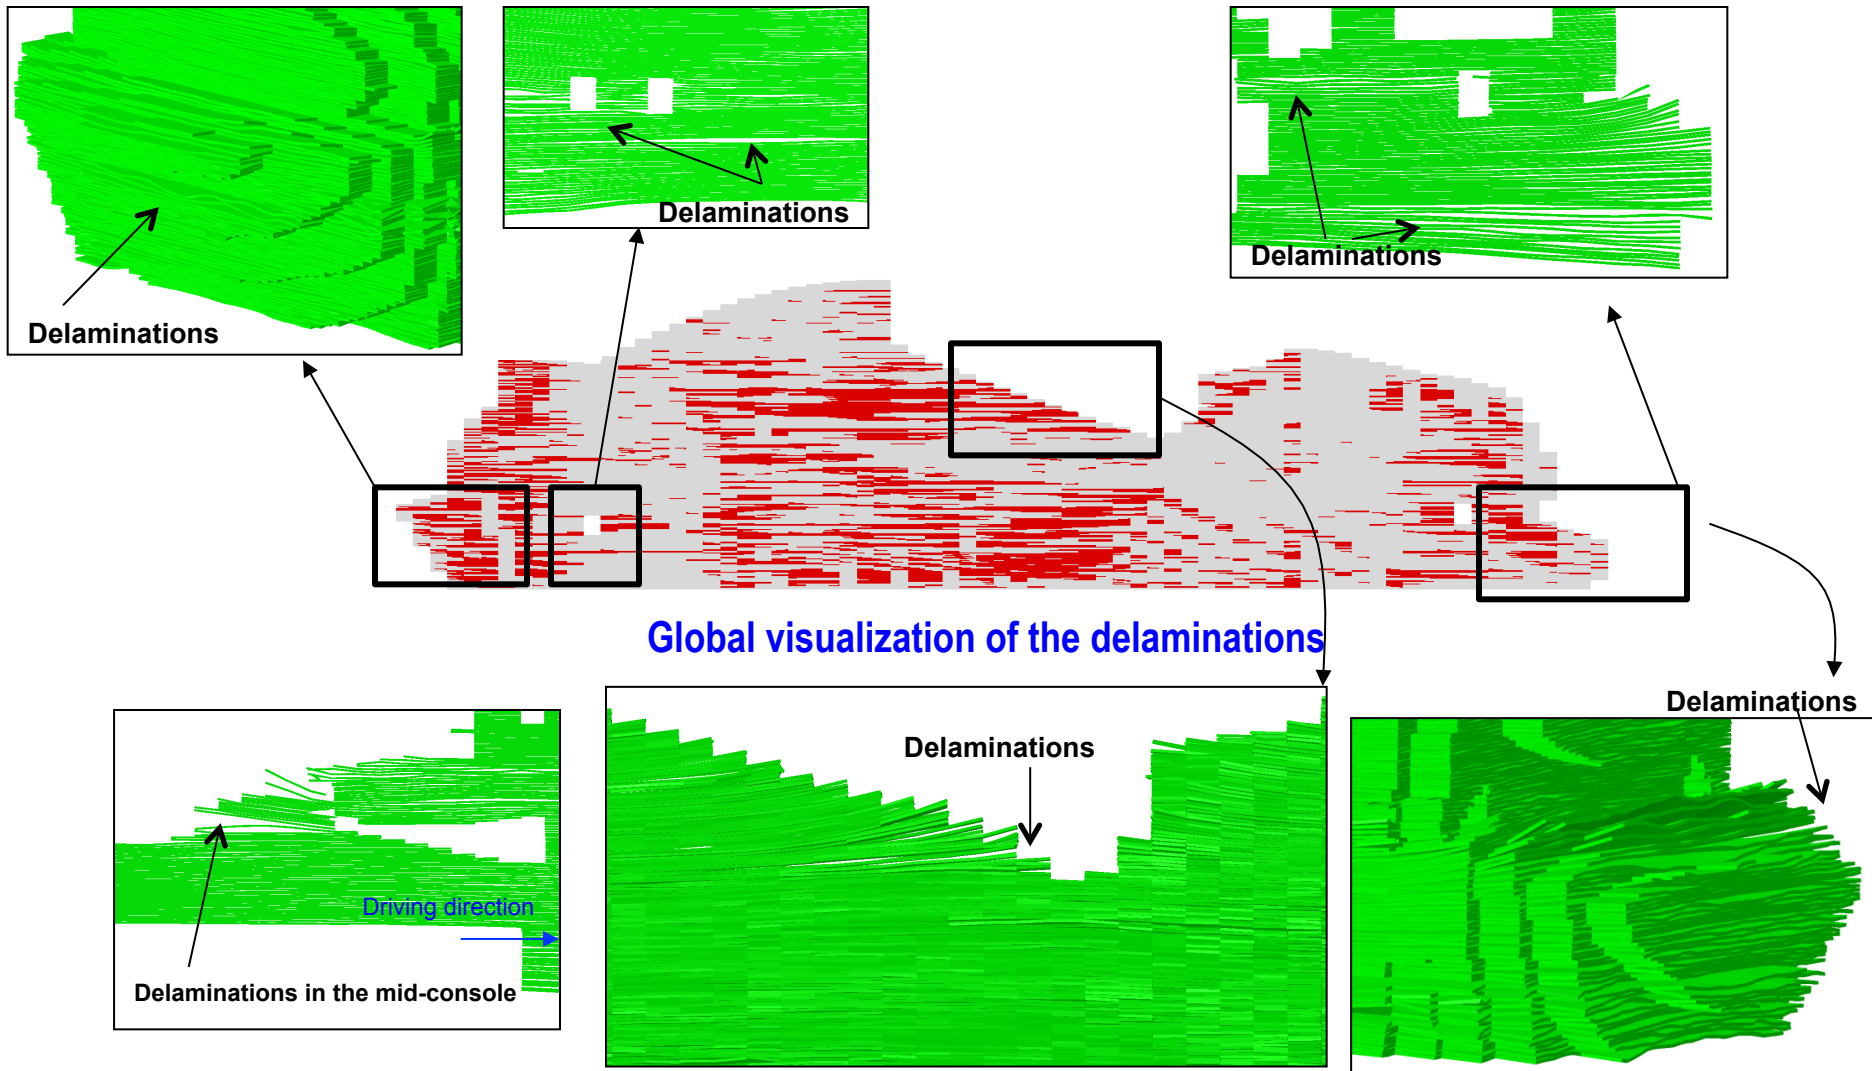 Delaminations
Delaminations
Delaminations
Global visualization of the delaminations
Delaminations
Delaminations
Driving direction
Delaminations in the mid-console